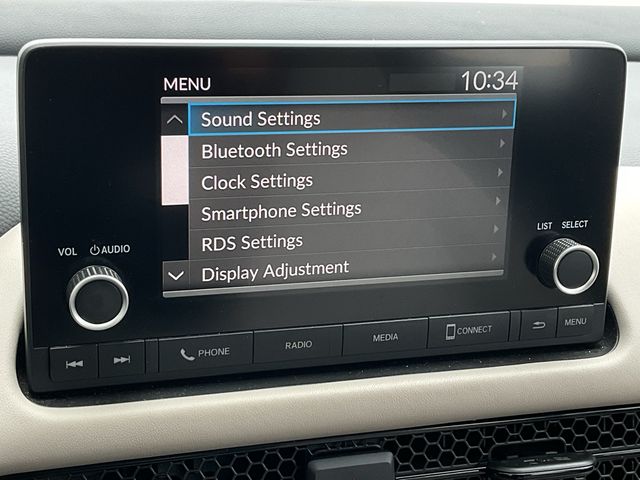 MENU 10:34
Sound Settings
Bluetooth Settings
Clock Settings
Smartphone Settings
RDS Settings
Display Adjustment
VOL AUDIO
LIST SELECT
PHONE RADIO MEDIA CONNECT MENU